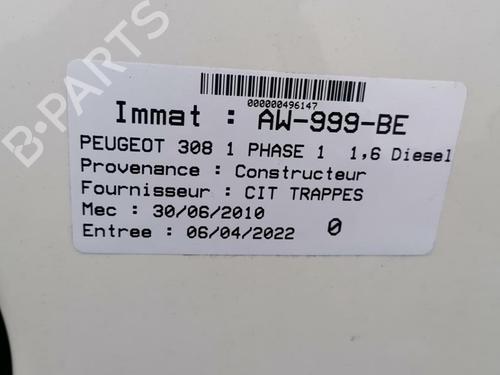 B-PARTS
000000496147
Immat : AW-999-BE
PEUGEOT 308 1 PHASE 1 1,6 Diesel
Provenance : Constructeur
Fournisseur : CIT TRAPPES
Mec : 30/06/2010
Entree : 06/04/2022 0